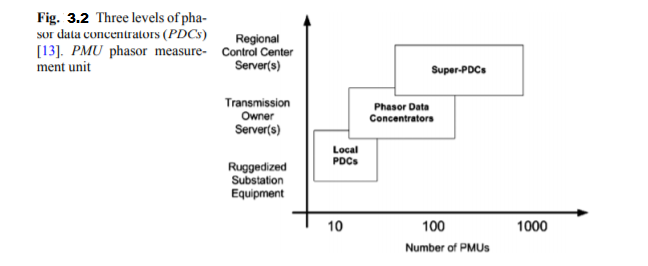 Fig. 3.2 Three levels of pha-
sor data concentrators (PDCs)
[13]. PMU phasor measure-
ment unit
Regional
Control Center
Server(s)
Transmission
Owner
Server(s)
Ruggedized
Substation
Equipment
Super-PDCs
Phasor Data
Concentrators
Local
PDCs
10
100
1000
Number of PMUs